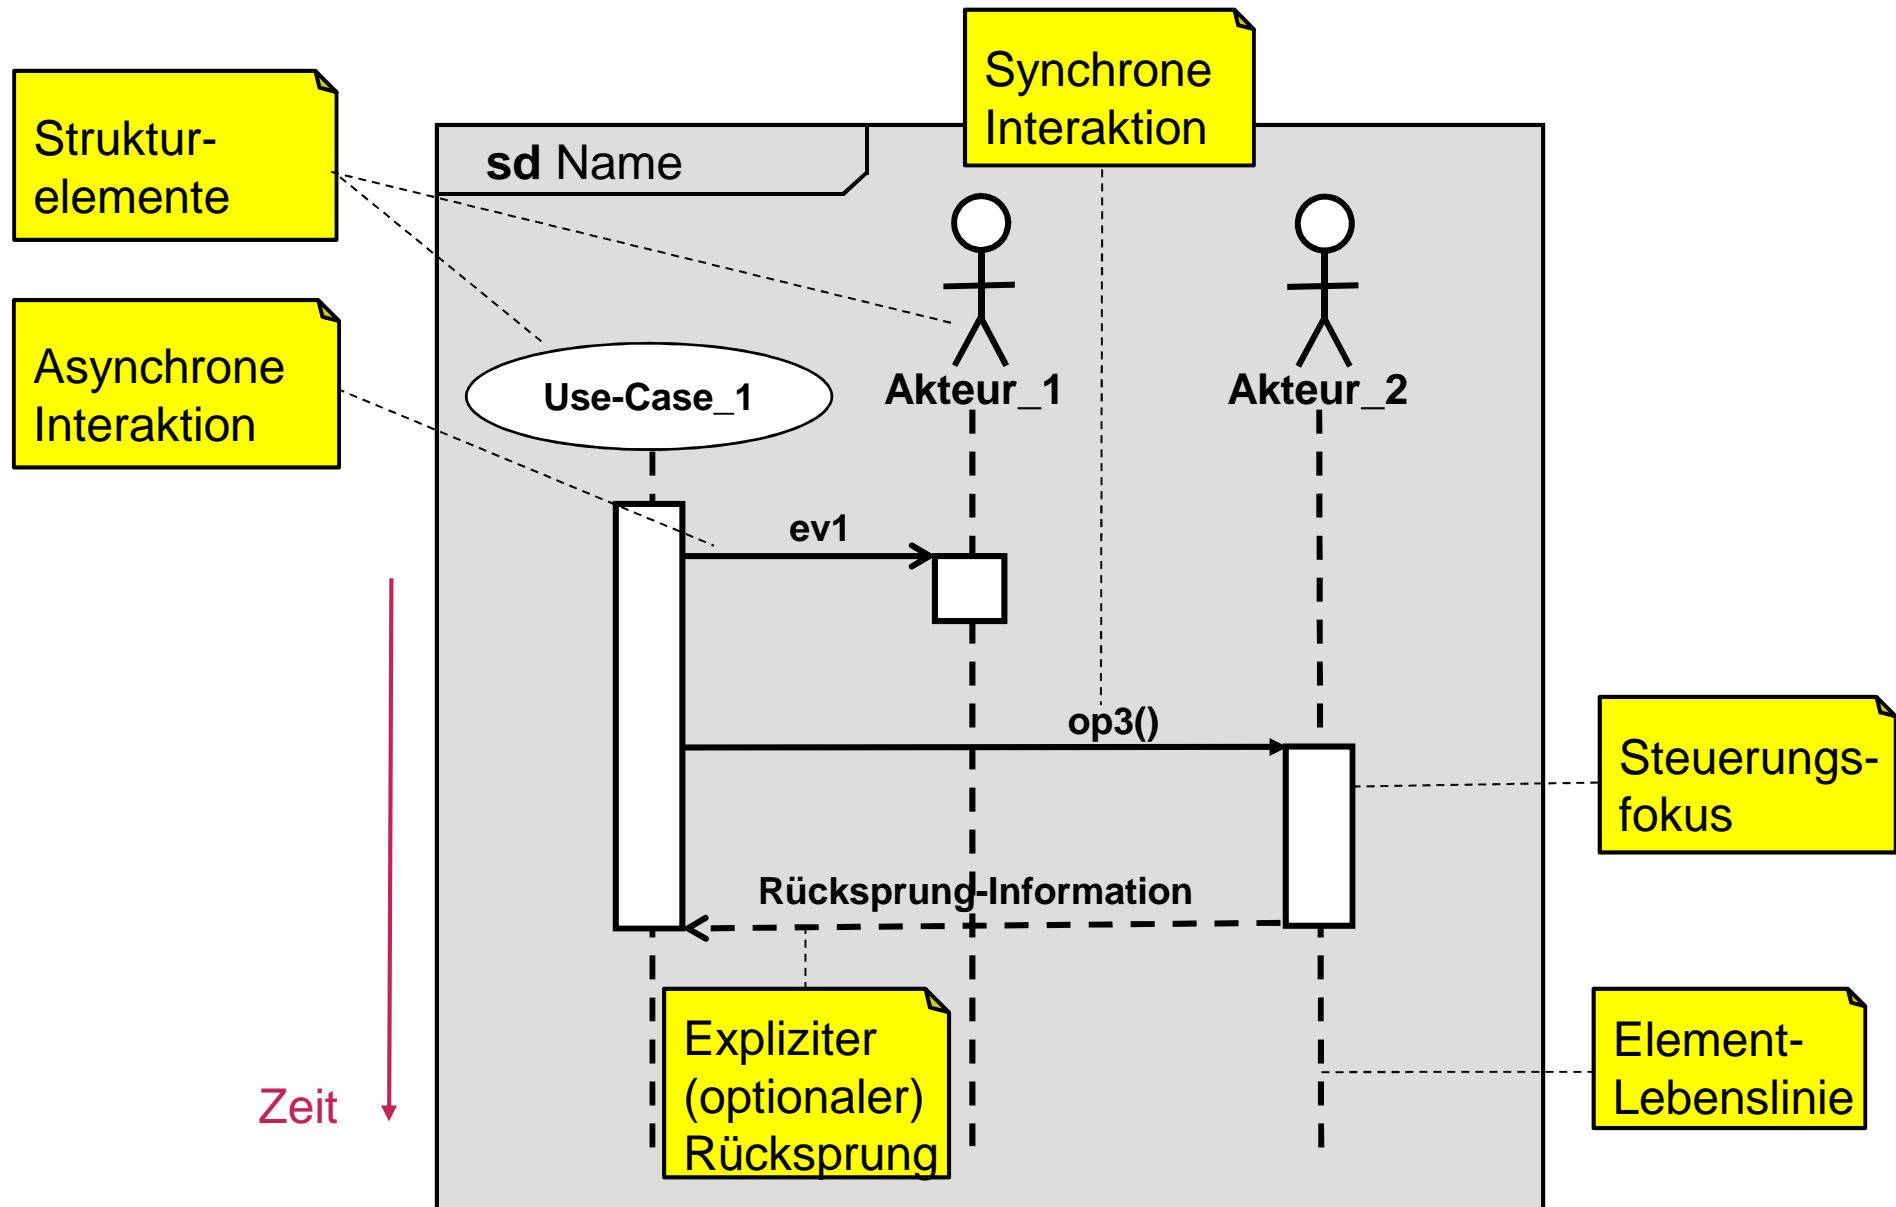 Synchrone
Interaktion
Struktur-
elemente
sd Name
Asynchrone
Interaktion
Use-Case_1
Akteur_1
Akteur_2
ev1
op3()
Steuerungs-
fokus
Rücksprung-Information
Expliziter
(optionaler)
Rücksprung
Element-
Lebenslinie
Zeit